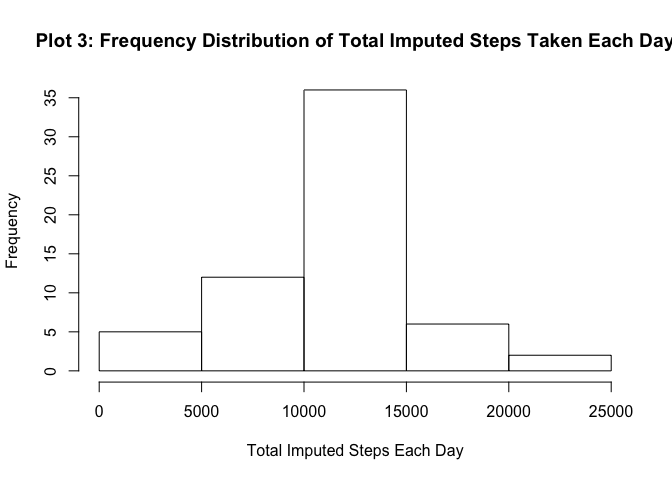 Plot 3: Frequency Distribution of Total Imputed Steps Taken Each Day
Frequency
35
30
25
20
15
10
5
0
0 5000 10000 15000 20000 25000
Total Imputed Steps Each Day